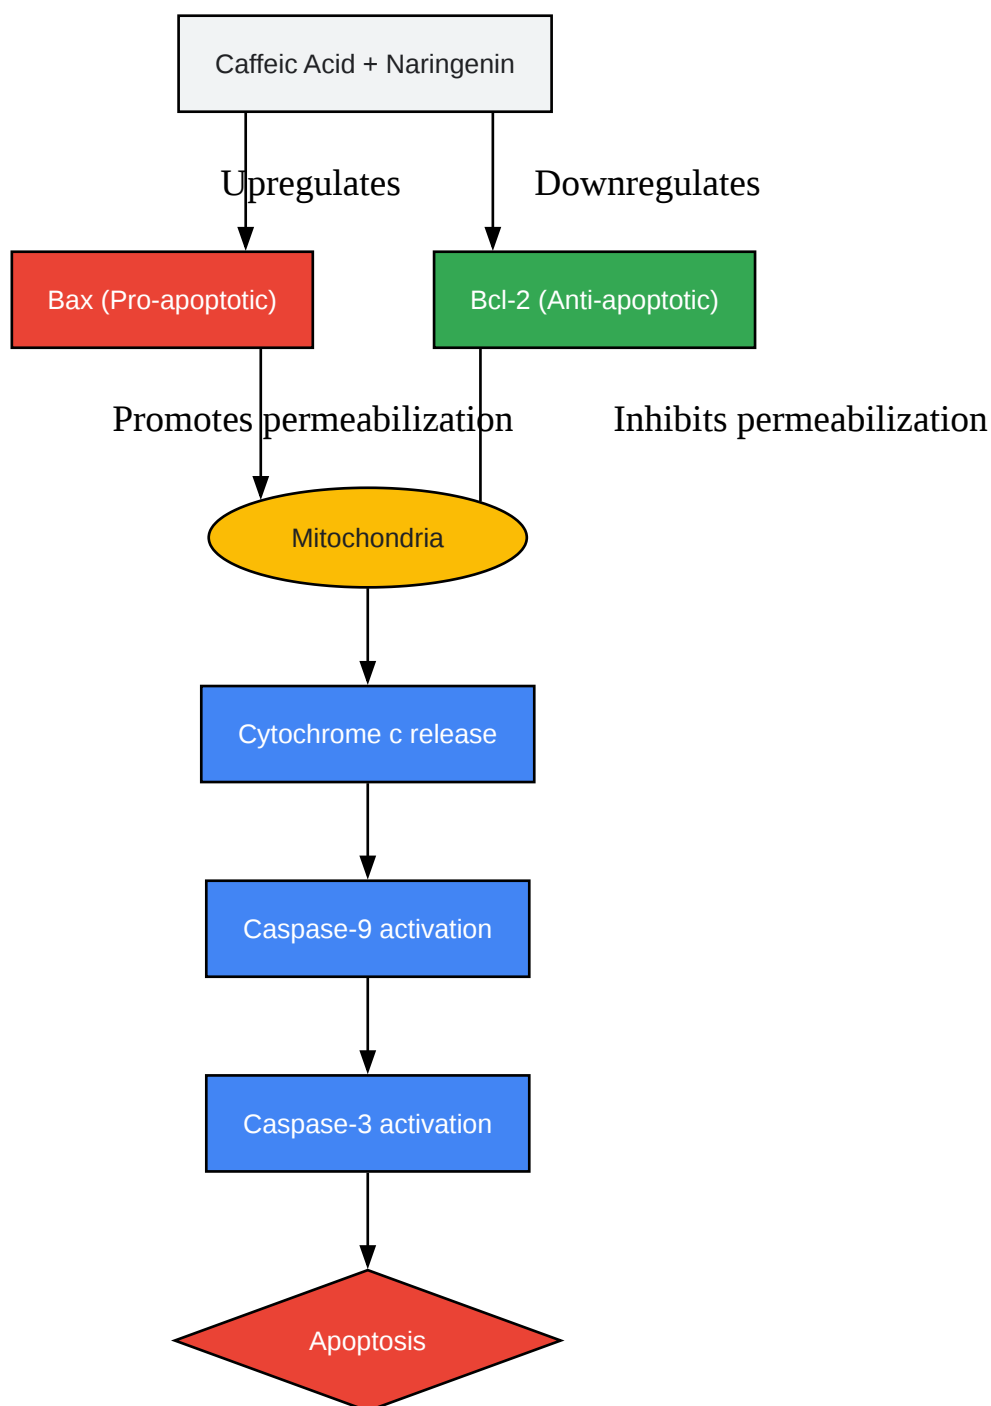 Caffeic Acid + Naringenin
Upregulates
Downregulates
Bax (Pro-apoptotic)
Bcl-2 (Anti-apoptotic)
Promotes permeabilization
Inhibits permeabilization
Mitochondria
Cytochrome c release
Caspase-9 activation
Caspase-3 activation
Apoptosis